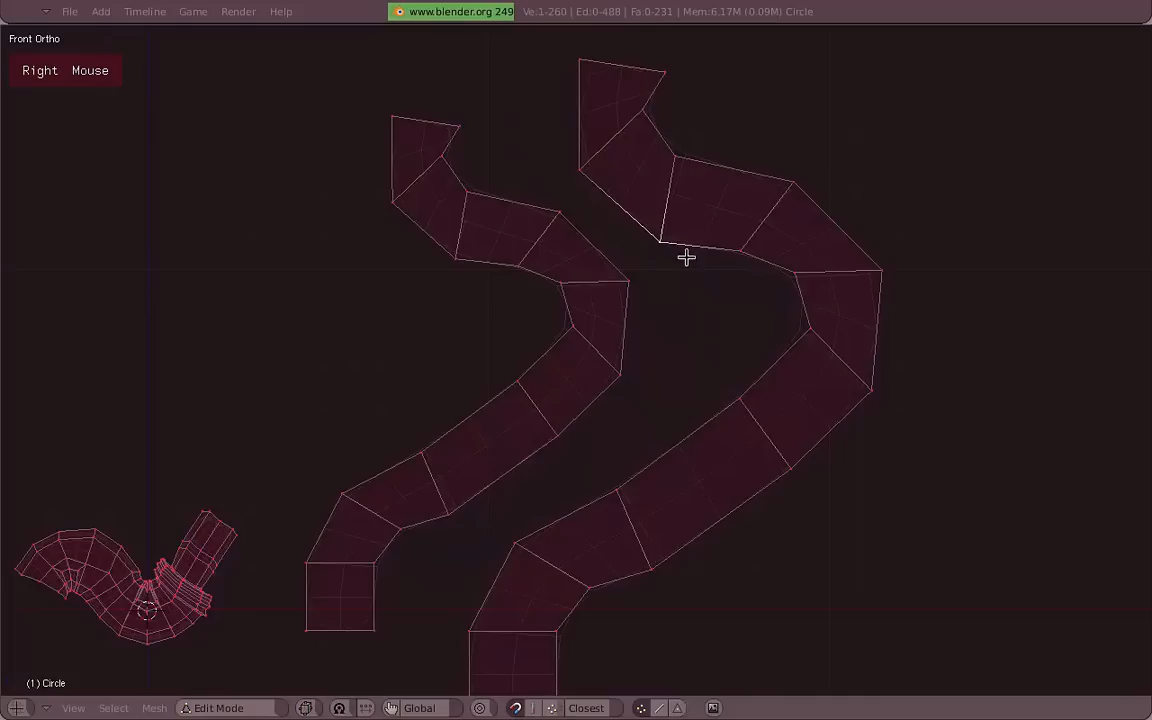 File Add Timeline Game Render Help www.blender.org 249 Ve:1-260 | Ed:0-488 | Fa:0-231 | Mem:6.17M (0.09M) Circle
Front Ortho
Right Mouse
(1) Circle
View Select Mesh Edit Mode Global Closest